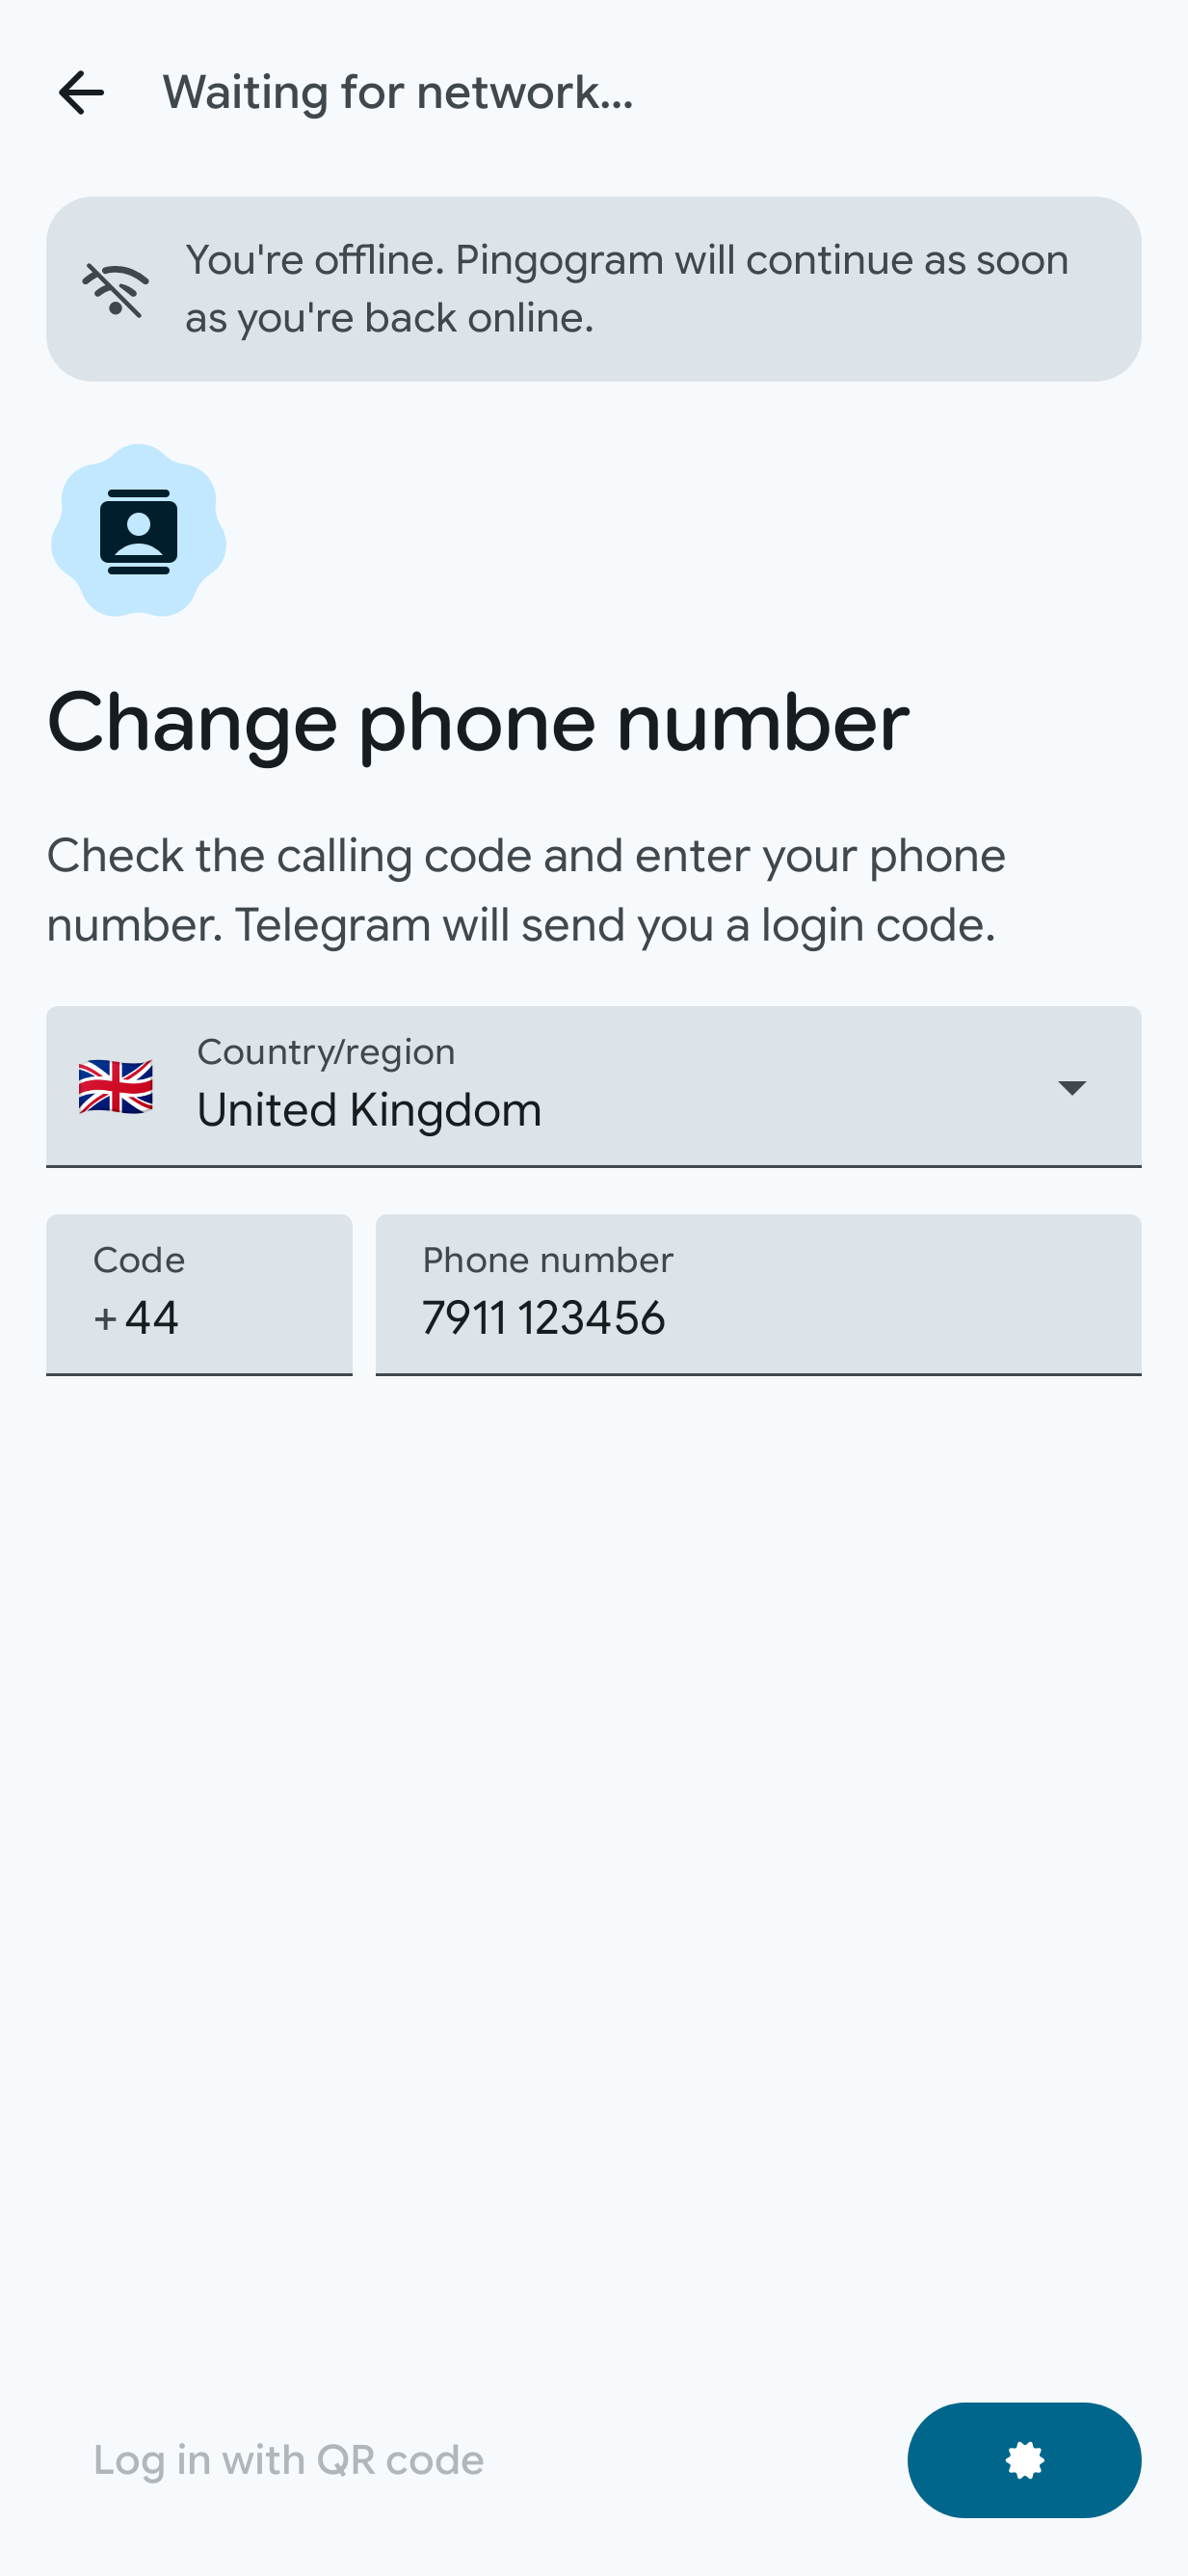 Waiting for network...
You're offline. Pingogram will continue as soon
as you're back online.
Change phone number
Check the calling code and enter your phone
number. Telegram will send you a login code.
Country/region
United Kingdom
Code
+44
Phone number
7911 123456
Log in with QR code